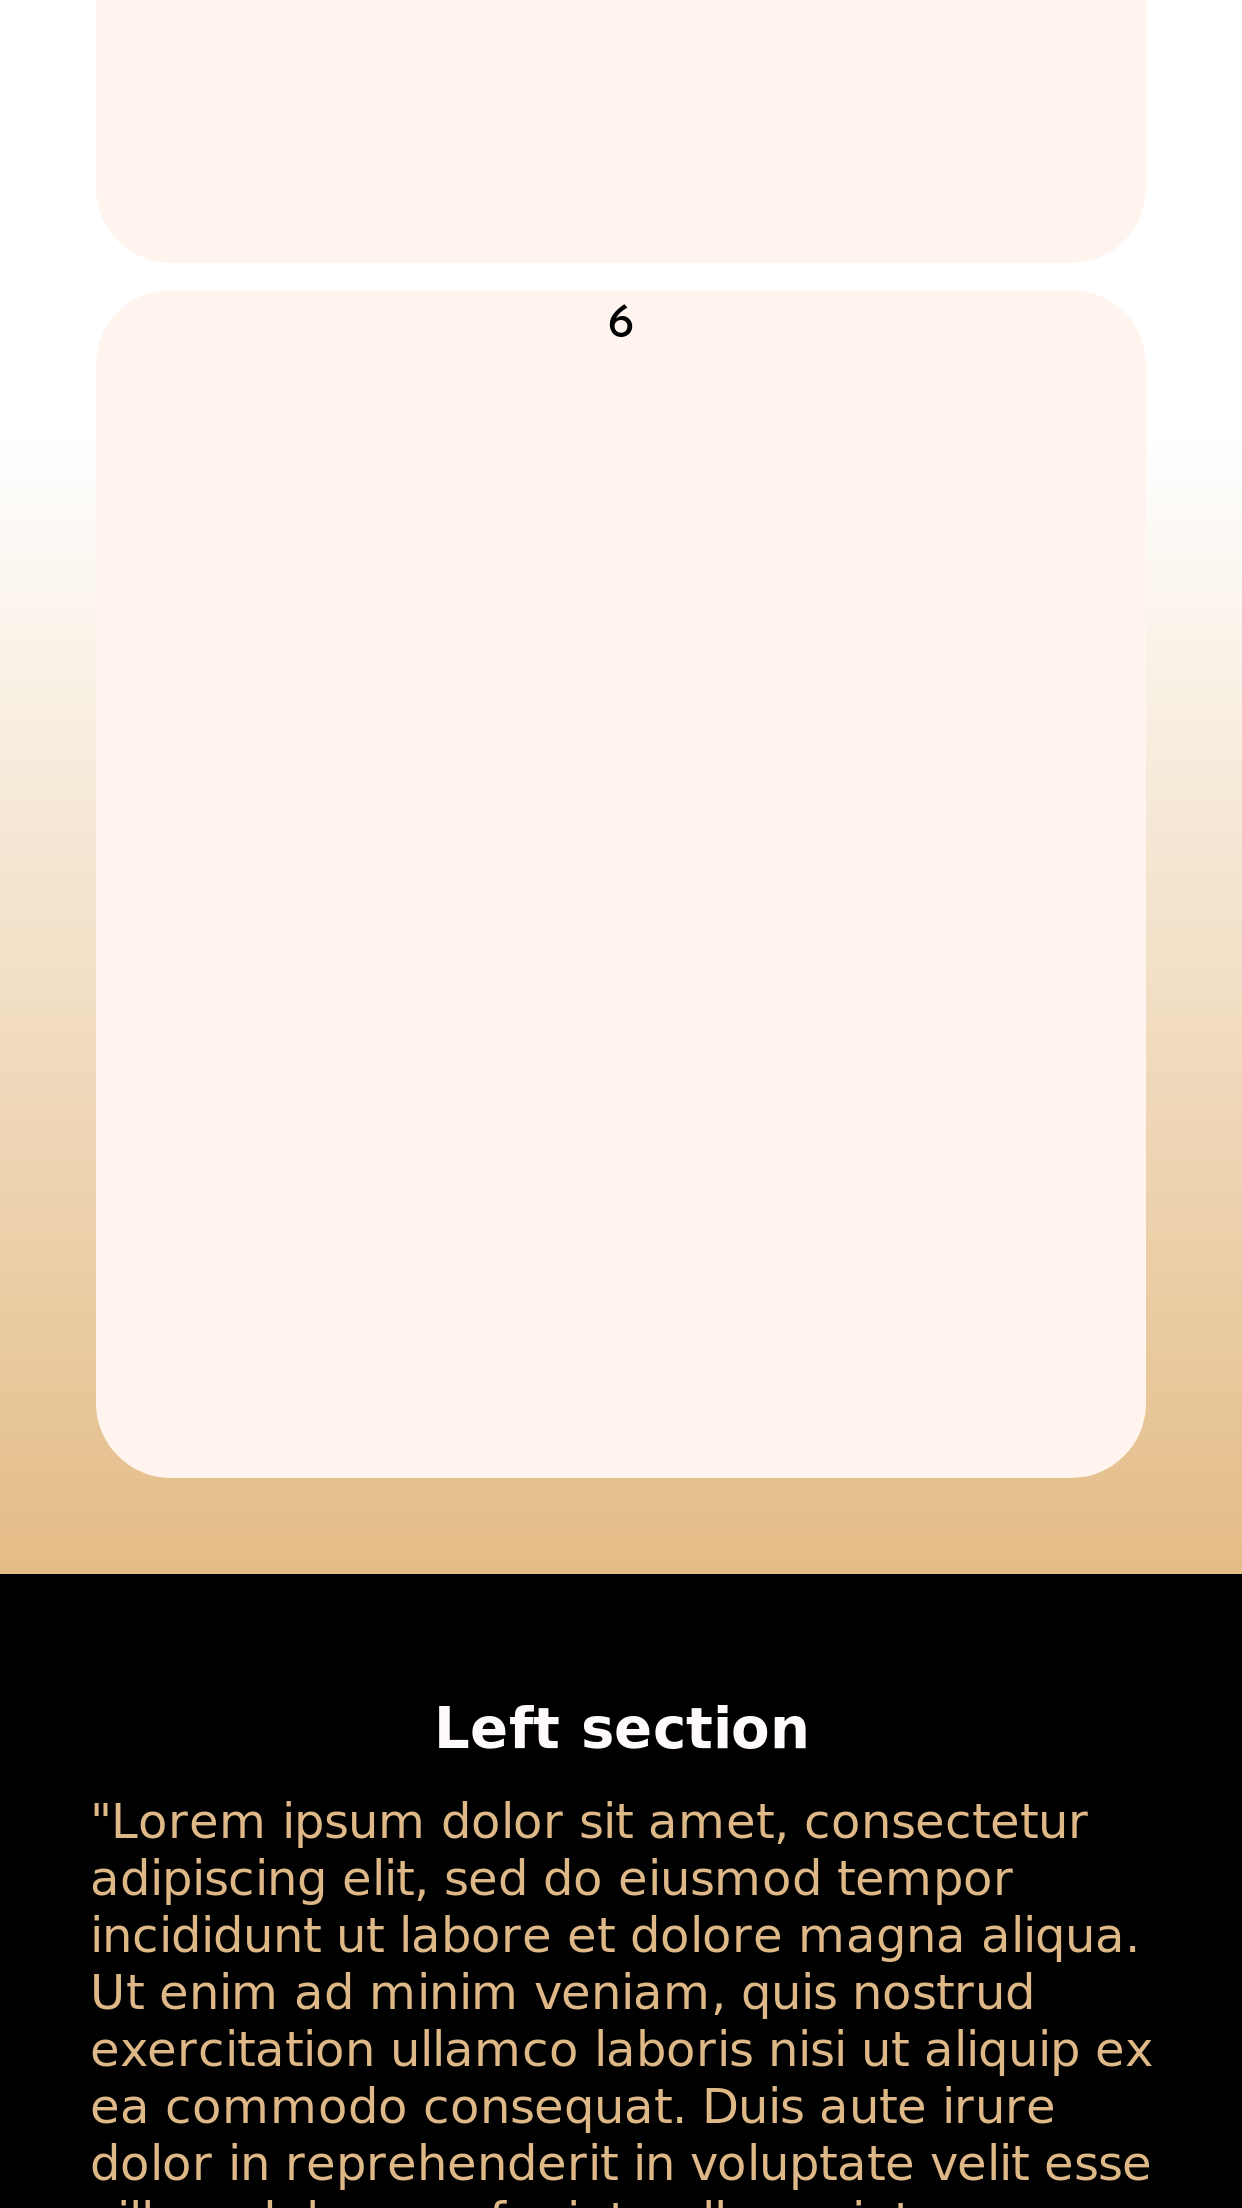 6
Left section
"Lorem ipsum dolor sit amet, consectetur
adipiscing elit, sed do eiusmod tempor
incididunt ut labore et dolore magna aliqua.
Ut enim ad minim veniam, quis nostrud
exercitation ullamco laboris nisi ut aliquip ex
ea commodo consequat. Duis aute irure
dolor in reprehenderit in voluptate velit esse